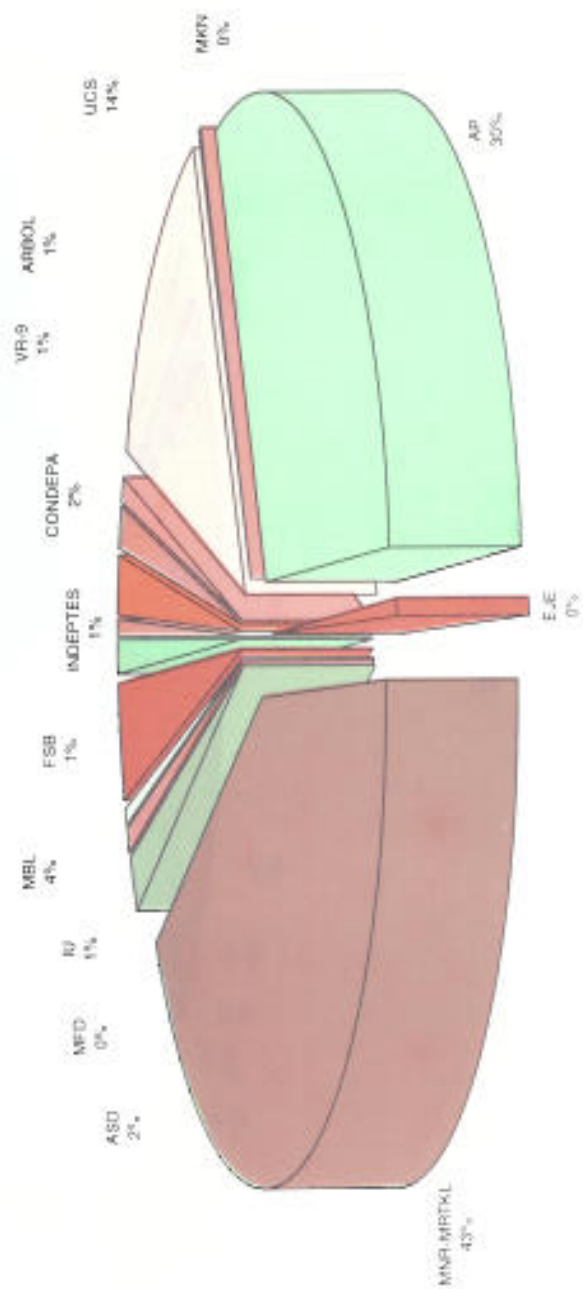 MKN
0%
UCS
14%
ARBOL
1%
VR-9
1%
CONDEPA
2%
INDEPTES
1%
FSB
1%
MBL
4%
IU
1%
MFD
0%
ASD
2%
MNR-MRTKL
43%
EJE
0%
AP
30%